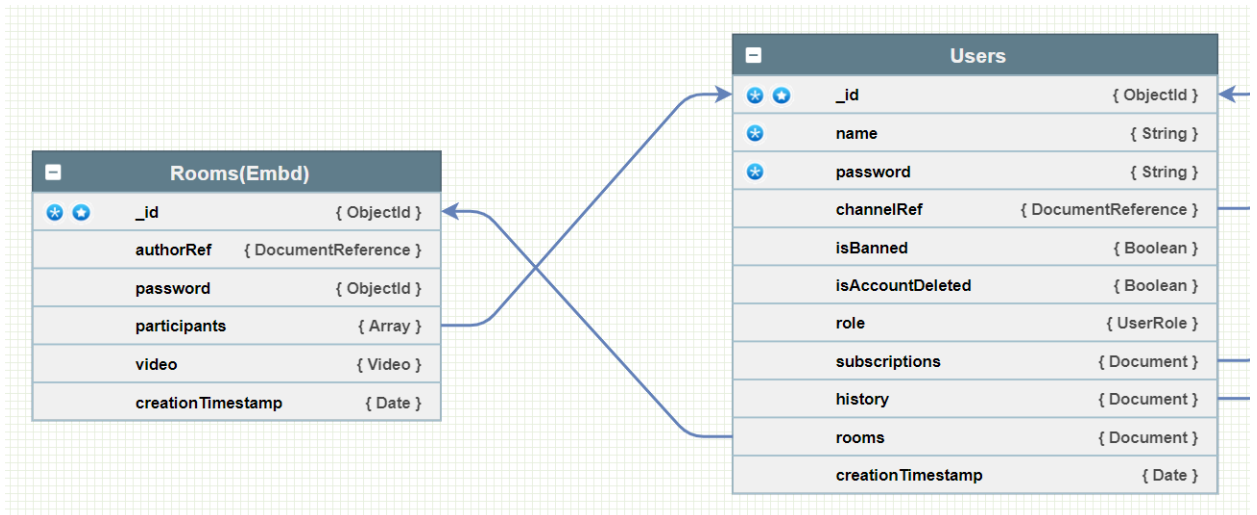 Rooms(Embd)
_id { ObjectId }
authorRef { DocumentReference }
password { ObjectId }
participants { Array }
video { Video }
creationTimestamp { Date }
Users
_id { ObjectId }
name { String }
password { String }
channelRef { DocumentReference }
isBanned { Boolean }
isAccountDeleted { Boolean }
role { UserRole }
subscriptions { Document }
history { Document }
rooms { Document }
creationTimestamp { Date }